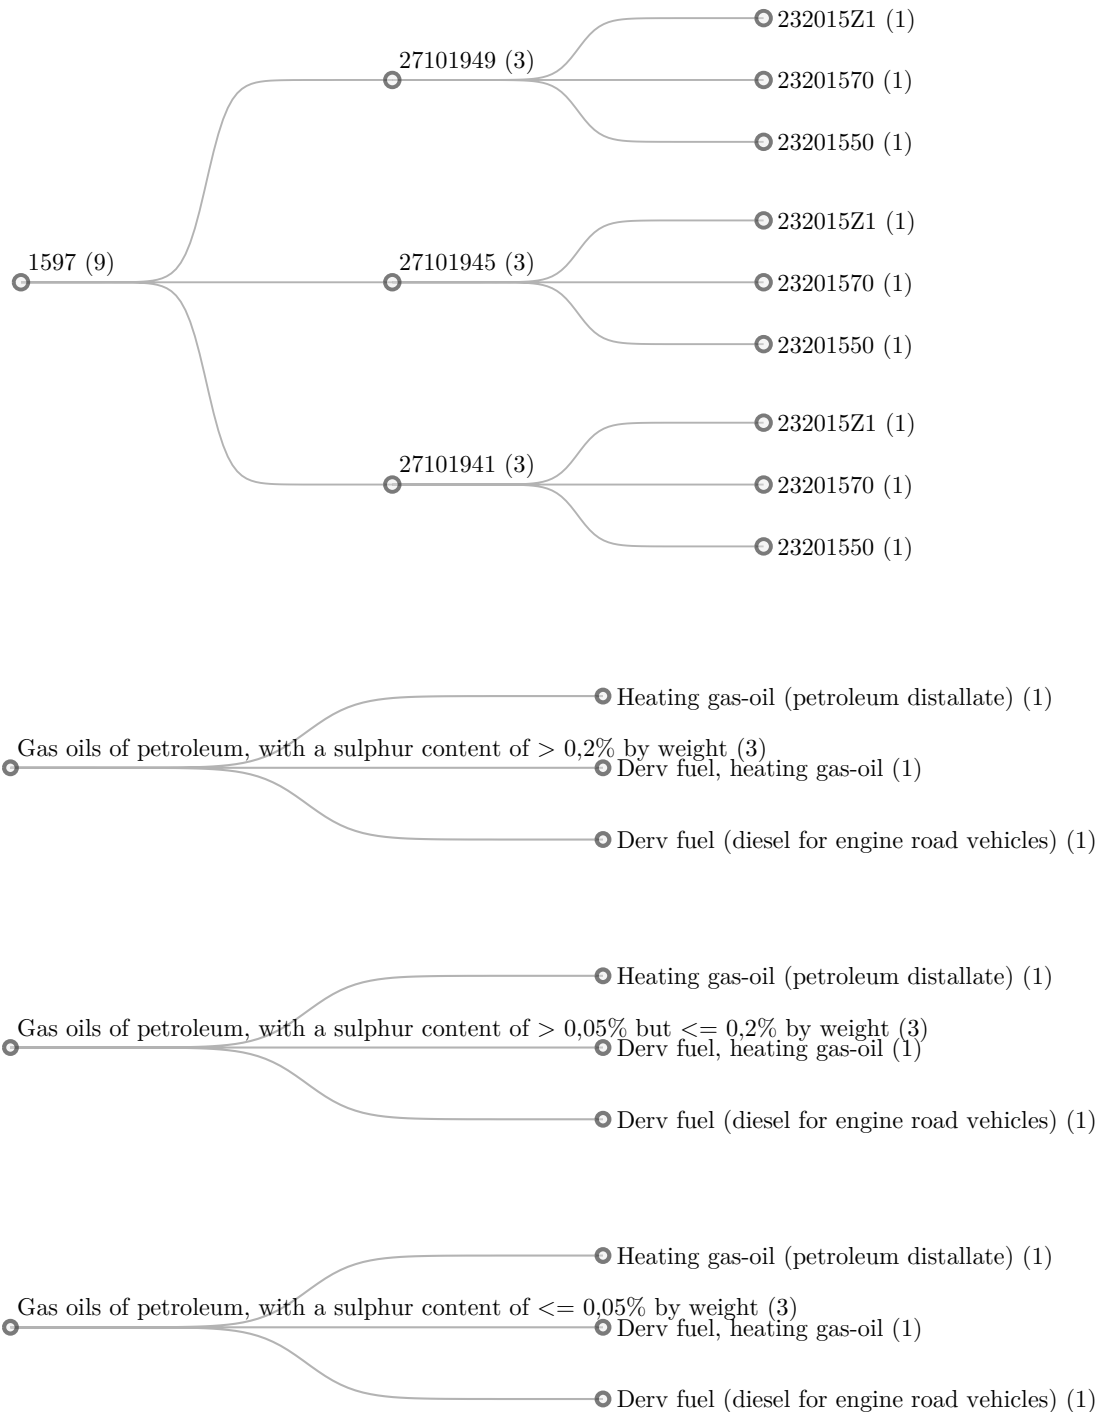 232015Z1 (1)
27101949 (3)
23201570 (1)
23201550 (1)
232015Z1 (1)
1597 (9)
27101945 (3)
23201570 (1)
23201550 (1)
232015Z1 (1)
27101941 (3)
23201570 (1)
23201550 (1)
Heating gas-oil (petroleum distallate) (1)
Gas oils of petroleum, with a sulphur content of > 0,2% by weight (3)
Derv fuel, heating gas-oil (1)
Derv fuel (diesel for engine road vehicles) (1)
Heating gas-oil (petroleum distallate) (1)
Gas oils of petroleum, with a sulphur content of > 0,05% but <= 0,2% by weight (3)
Derv fuel, heating gas-oil (1)
Derv fuel (diesel for engine road vehicles) (1)
Heating gas-oil (petroleum distallate) (1)
Gas oils of petroleum, with a sulphur content of <= 0,05% by weight (3)
Derv fuel, heating gas-oil (1)
Derv fuel (diesel for engine road vehicles) (1)